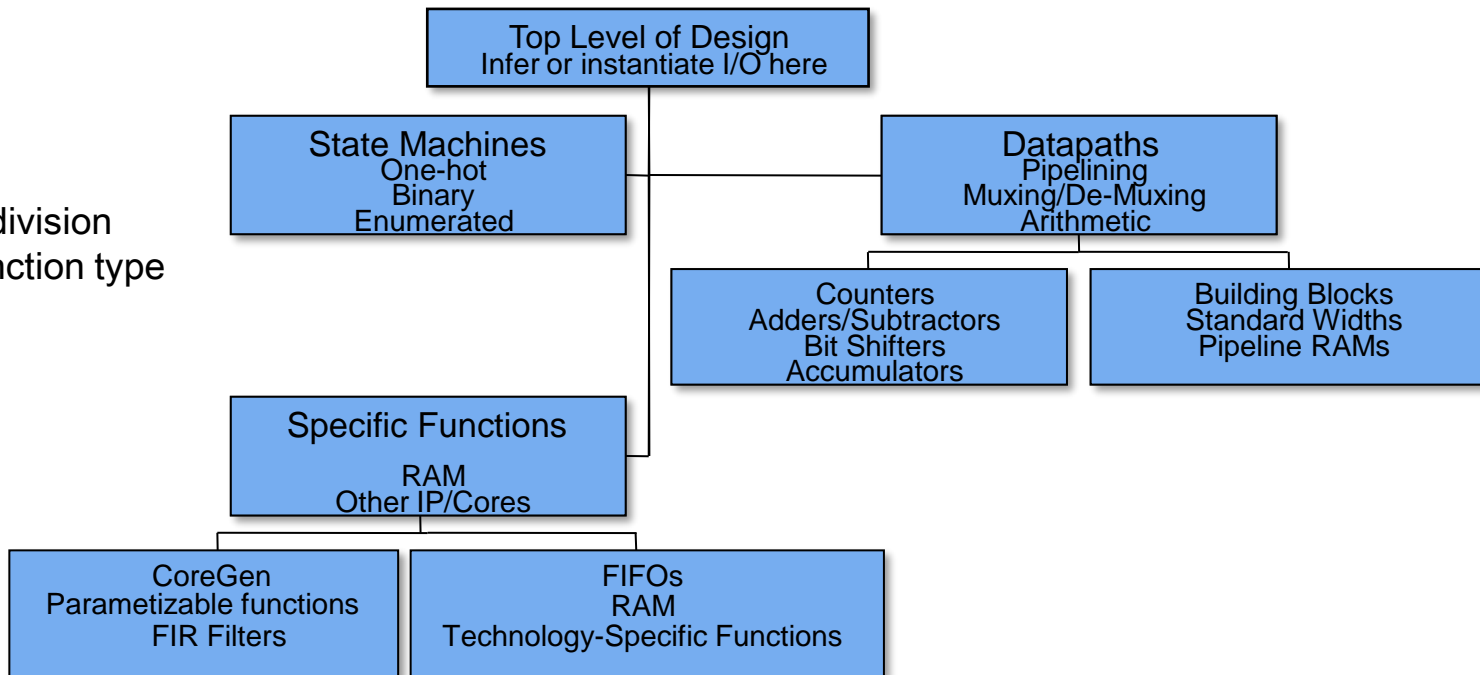 Top Level of Design
Infer or instantiate I/O here
State Machines
One-hot
Binary
Enumerated
Datapaths
Pipelining
Muxing/De-Muxing
Arithmetic
division
nction type
Counters
Adders/Subtractors
Bit Shifters
Accumulators
Building Blocks
Standard Widths
Pipeline RAMs
Specific Functions
RAM
Other IP/Cores
CoreGen
Parametizable functions
FIR Filters
FIFOs
RAM
Technology-Specific Functions